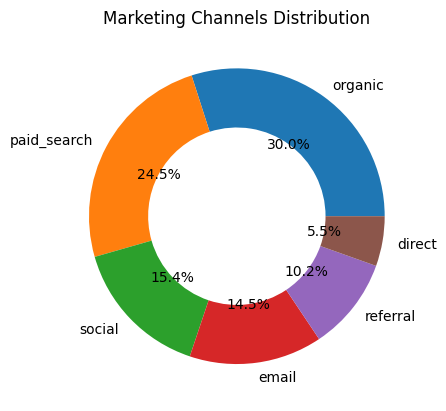 Marketing Channels Distribution
organic
30.0%
paid_search
24.5%
social
15.4%
email
14.5%
referral
10.2%
direct
5.5%